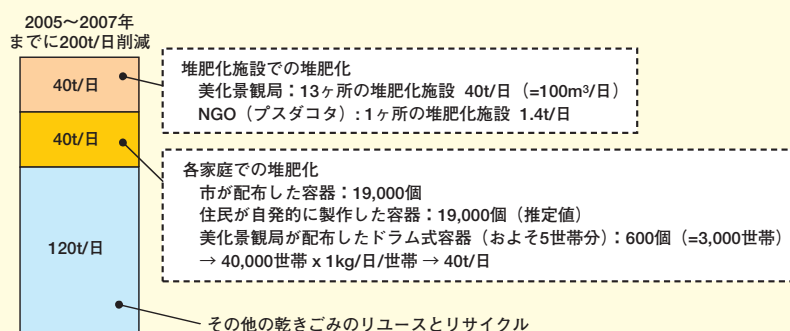 2005〜2007年
までに200t/日削減
40t/日
堆肥化施設での堆肥化
美化景観局：13ヶ所の堆肥化施設 40t/日（=100m³/日）
NGO（プスダコタ）: 1ヶ所の堆肥化施設 1.4t/日
40t/日
各家庭での堆肥化
市が配布した容器：19,000個
住民が自発的に製作した容器：19,000個（推定値）
美化景観局が配布したドラム式容器（およそ5世帯分）：600個（=3,000世帯）
→ 40,000世帯 x 1kg/日/世帯 → 40t/日
120t/日
その他の乾きごみのリユースとリサイクル